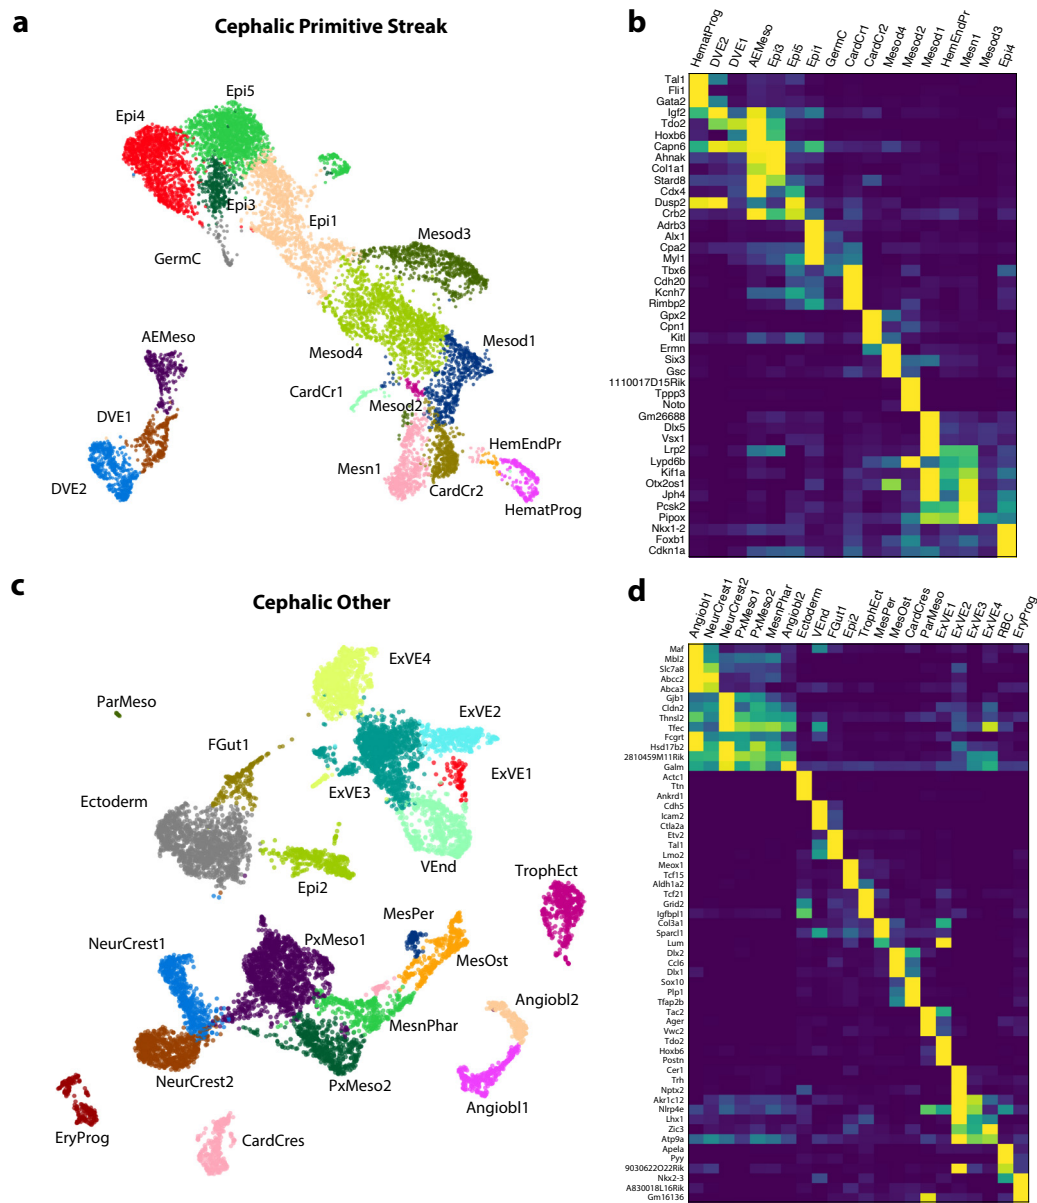 a
Cephalic Primitive Streak
Epi5
Epi4
Epi3
Epi1
GermC
Mesod3
AEMeso
Mesod4
Mesod1
CardCr1
Mesod2
DVE1
HemEndPr
Mesn1
DVE2
CardCr2
HematProg
b
HematProg
DVE2
DVE1
AEMeso
Epi3
Epi5
Epi1
GermC
CardCr1
CardCr2
Mesod4
Mesod2
Mesod1
HemEndPr
Mesn1
Mesod3
Epi4
Tal1
Fli1
Gata2
Igf2
Tdo2
Hoxb6
Capn6
Ahnak
Col1a1
Stard8
Cdx4
Dusp2
Crb2
Adrb3
Alx1
Cpa2
Myl1
Tbx6
Cdh20
Kcnh7
Rimbp2
Gpx2
Cpn1
Kitl
Ermn
Six3
Gsc
1110017D15Rik
Tppp3
Noto
Gm26688
Dlx5
Vsx1
Lrp2
Lypd6b
Kif1a
Otx2os1
Jph4
Pcsk2
Pipox
Nkx1-2
Foxb1
Cdkn1a
c
Cephalic Other
ExVE4
ParMeso
ExVE2
FGut1
ExVE1
ExVE3
Ectoderm
VEnd
Epi2
TrophEct
MesPer
PxMeso1
NeurCrest1
MesOst
Angiobl2
MesnPhar
NeurCrest2
PxMeso2
Angiobl1
EryProg
CardCres
d
Angiobl1
NeurCrest1
NeurCrest2
PxMeso1
PxMeso2
MesnPhar
Angiobl2
Ectoderm
VEnd
FGut1
Epi2
TrophEct
MesPer
MesOst
CardCres
ParMeso
ExVE1
ExVE2
ExVE3
ExVE4
RBC
EryProg
Maf
Mbl2
Slc7a8
Abcc2
Abca3
Gjb1
Cldn2
Thnsl2
Tfec
Fcgrt
Hsd17b2
2810459M11Rik
Galm
Actc1
Ttn
Ankrd1
Cdh5
Icam2
Ctla2a
Etv2
Tal1
Lmo2
Meox1
Tcf15
Aldh1a2
Tcf21
Grid2
Igfbpl1
Col3a1
Sparcl1
Lum
Dlx2
Ccl6
Dlx1
Sox10
Plp1
Tfap2b
Tac2
Ager
Vwc2
Tdo2
Hoxb6
Postn
Cer1
Trh
Nptx2
Akr1c12
Nlrp4e
Lhx1
Zic3
Atp9a
Apela
Pyy
9030622O22Rik
Nkx2-3
A830018L16Rik
Gm16136